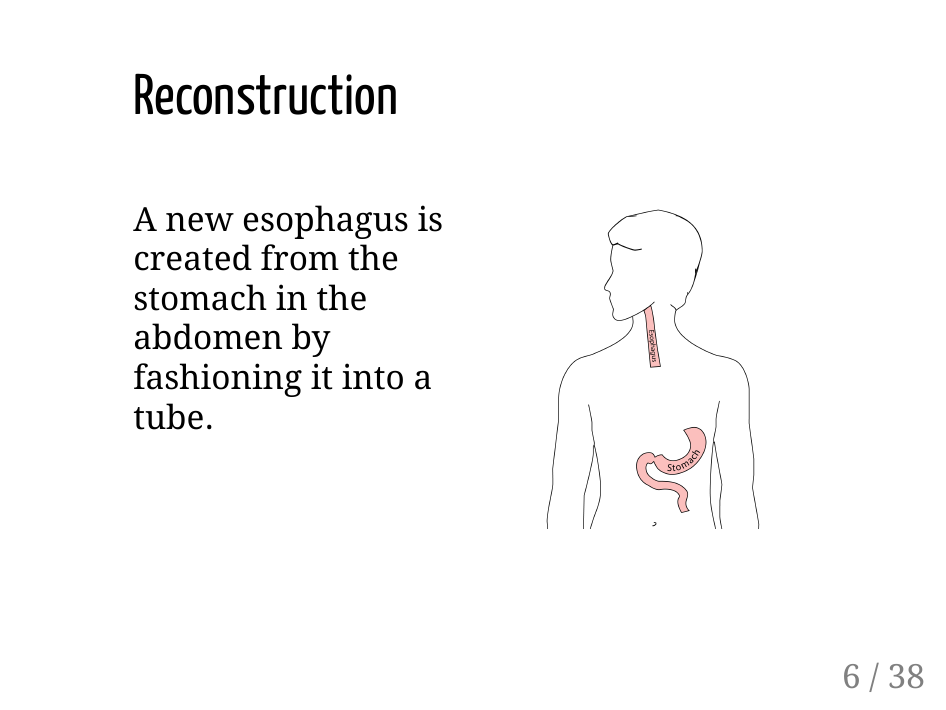 Reconstruction
A new esophagus is
created from the
stomach in the
abdomen by
fashioning it into a
tube.
Esophagus
Stomach
6 / 38